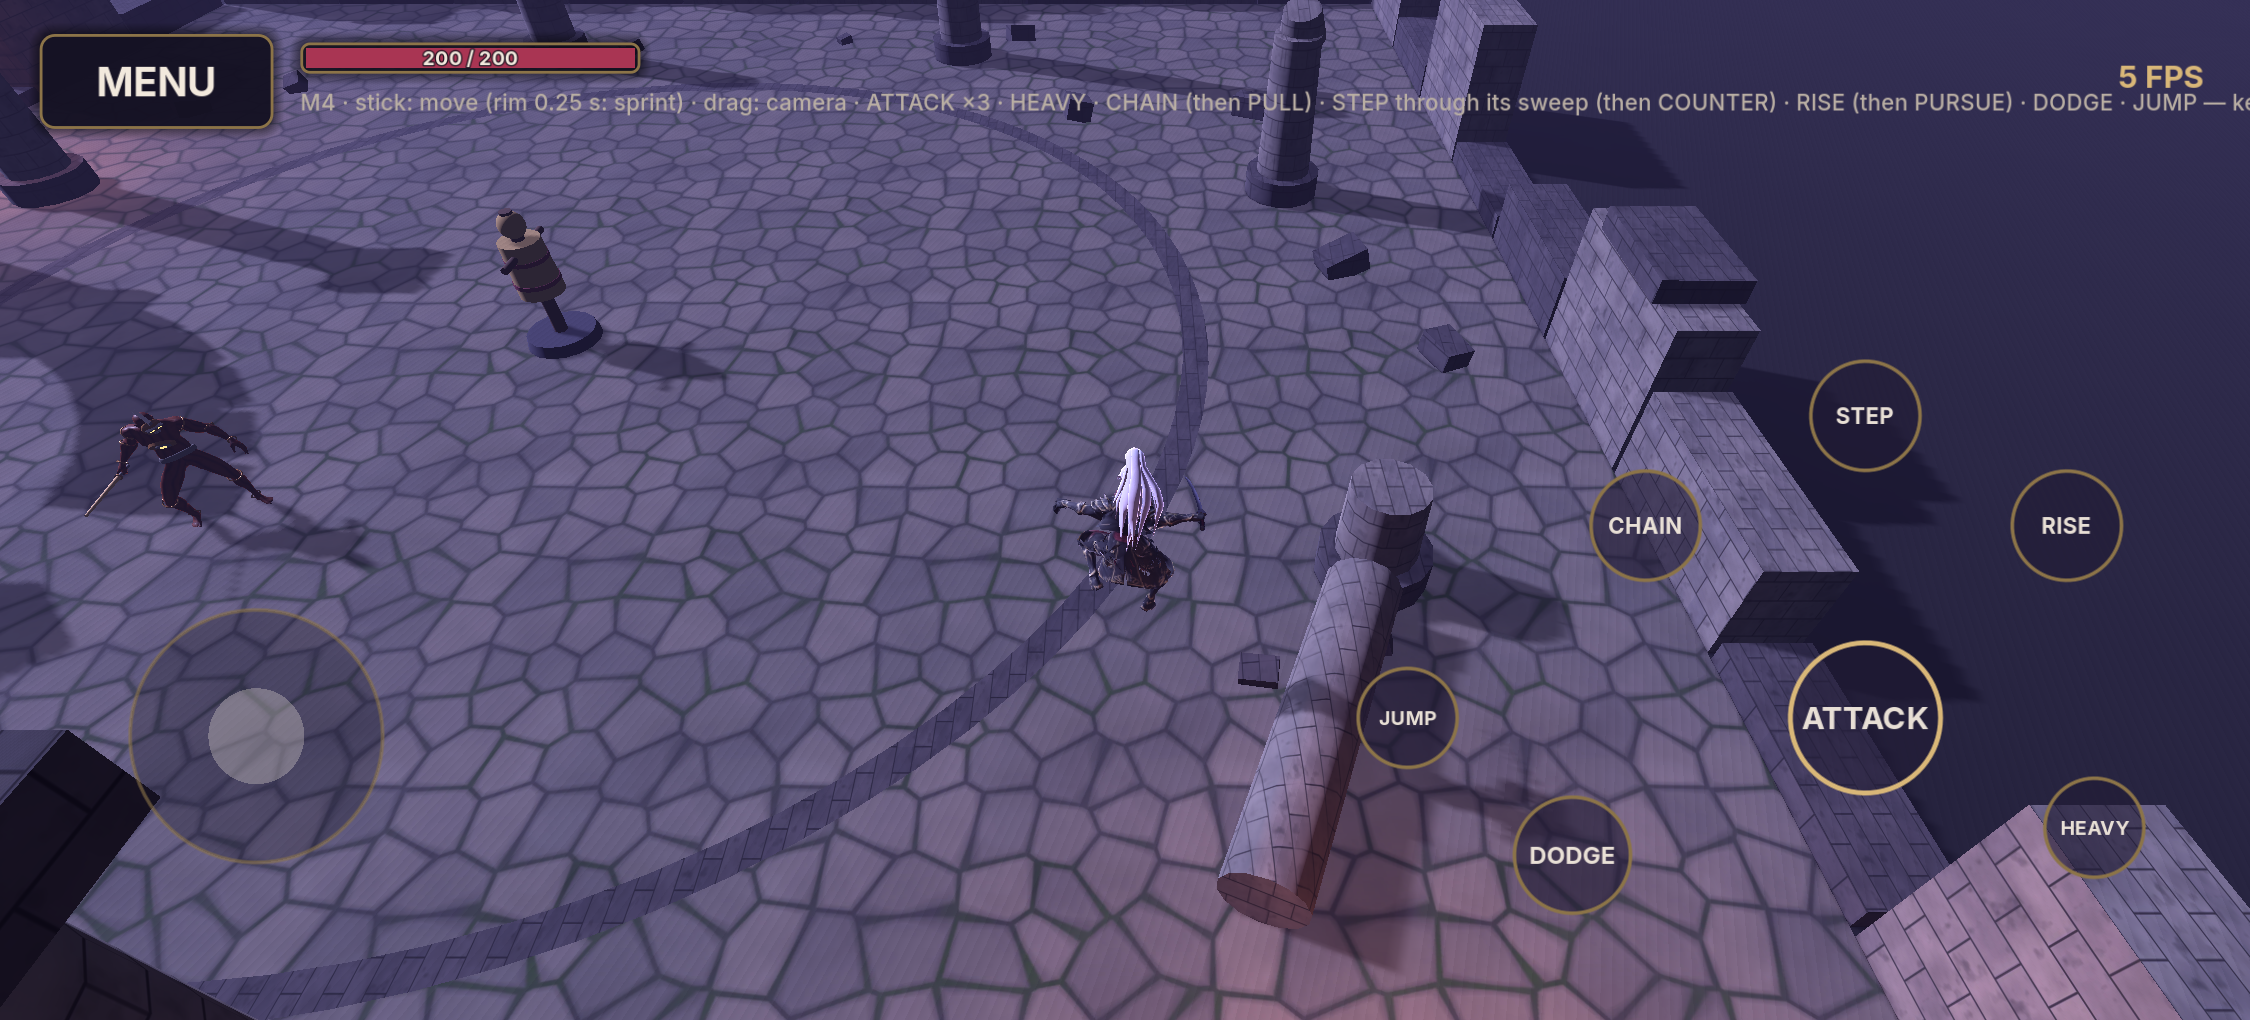 MENU
200 / 200
5 FPS
M4 · stick: move (rim 0.25 s: sprint) · drag: camera · ATTACK ×3 · HEAVY · CHAIN (then PULL) · STEP through its sweep (then COUNTER) · RISE (then PURSUE) · DODGE · JUMP —
STEP
CHAIN
RISE
JUMP
ATTACK
DODGE
HEAVY